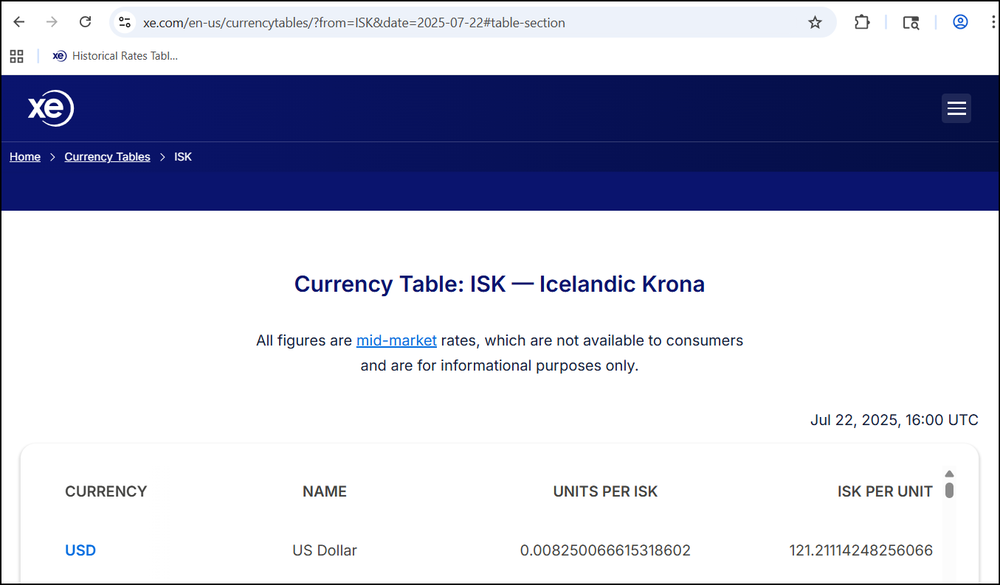 xe.com/en-us/currencytables/?from=ISK&date=2025-07-22#table-section
xe Historical Rates Tabl...
xe
Home > Currency Tables > ISK
Currency Table: ISK — Icelandic Krona
All figures are mid-market rates, which are not available to consumers
and are for informational purposes only.
Jul 22, 2025, 16:00 UTC
CURRENCY NAME UNITS PER ISK ISK PER UNIT
USD US Dollar 0.008250066615318602 121.21114248256066